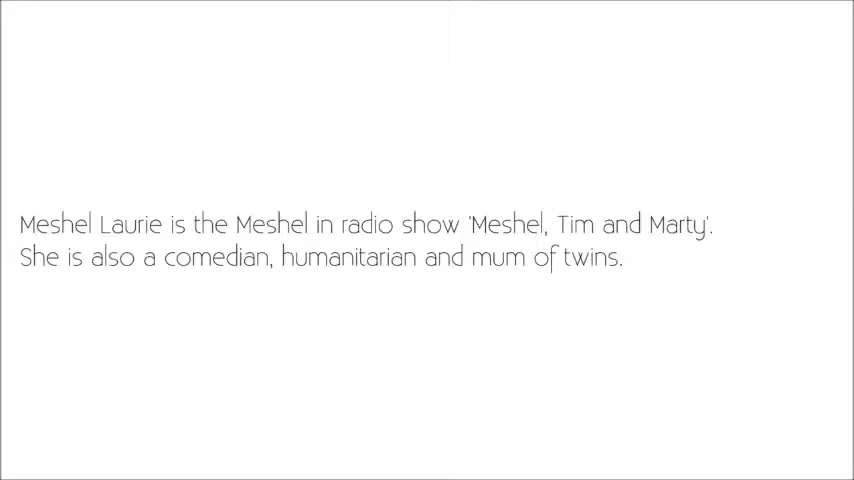 Meshel Laurie is the Meshel in radio show 'Meshel, Tim and Marty'.
She is also a comedian, humanitarian and mum of twins.